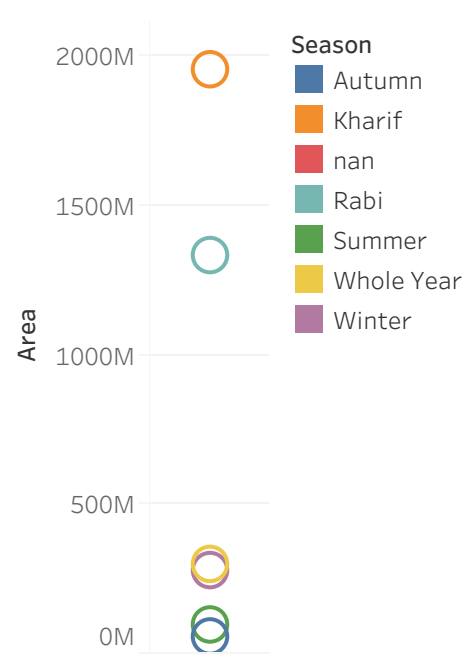 2000M
1500M
1000M
500M
0M
Area
Season
Autumn
Kharif
nan
Rabi
Summer
Whole Year
Winter